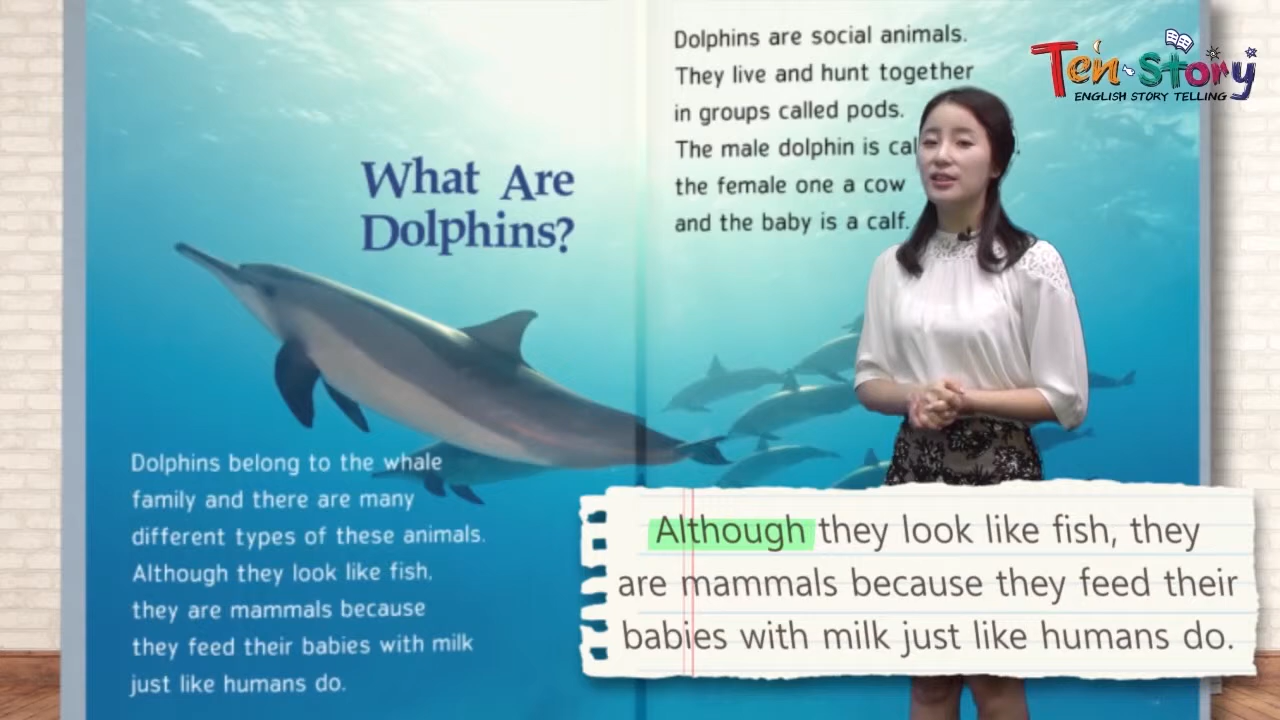 What Are
Dolphins?
Dolphins belong to the whale
family and there are many
different types of these animals.
Although they look like fish,
they are mammals because
they feed their babies with milk
just like humans do.
Dolphins are social animals.
They live and hunt together
in groups called pods.
The male dolphin is
the female one a cow
and the baby is a calf.
Ten Story
ENGLISH STORY TELLING
Although they look like fish, they
are mammals because they feed their
babies with milk just like humans do.